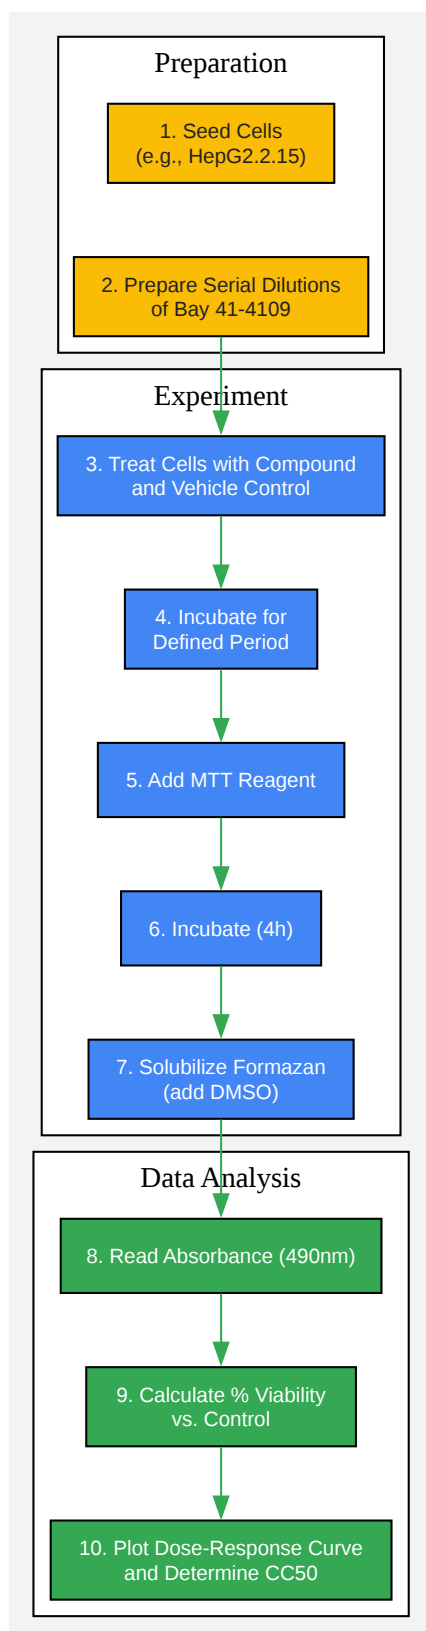 Preparation
1. Seed Cells
(e.g., HepG2.2.15)
2. Prepare Serial Dilutions
of Bay 41-4109
Experiment
3. Treat Cells with Compound
and Vehicle Control
4. Incubate for
Defined Period
5. Add MTT Reagent
6. Incubate (4h)
7. Solubilize Formazan
(add DMSO)
Data Analysis
8. Read Absorbance (490nm)
9. Calculate % Viability
vs. Control
10. Plot Dose-Response Curve
and Determine CC50